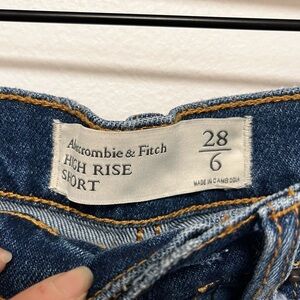 Abercrombie & Fitch
HIGH RISE
SHORT
28
6
MADE IN CAMBODIA